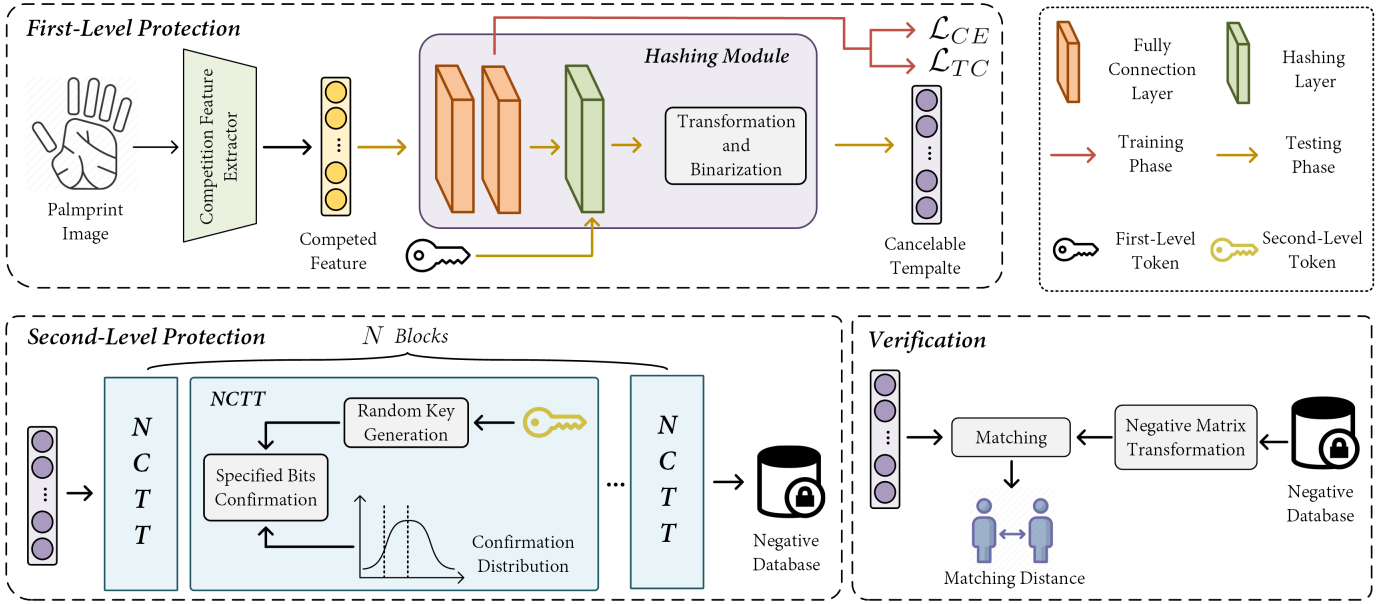 First-Level Protection
Competition Feature
Extractor
Palmprint
Image
Competed
Feature
Hashing Module
Transformation
and
Binarization
ℒ_CE
ℒ_TC
Cancelable
Tempalte
Fully
Connection
Layer
Hashing
Layer
Training
Phase
Testing
Phase
First-Level
Token
Second-Level
Token
Second-Level Protection
N Blocks
N
C
T
T
NCTT
Random Key
Generation
Specified Bits
Confirmation
Confirmation
Distribution
...
N
C
T
T
Negative
Database
Verification
Matching
Negative Matrix
Transformation
Negative
Database
Matching Distance